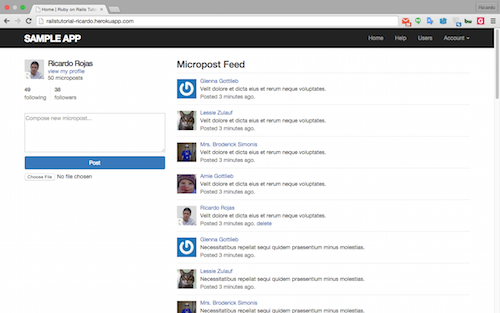 Home | Ruby on Rails Tuto
Ricardo
railstutorial-ricardo.herokuapp.com
SAMPLE APP
Home Help Users Account
Ricardo Rojas
view my profile
50 microposts
49 following
38 followers
Compose new micropost...
Post
Choose File No file chosen
Micropost Feed
Glenna Gottlieb
Velit dolore et dicta eius et rerum neque voluptates.
Posted 3 minutes ago.
Lessie Zulauf
Velit dolore et dicta eius et rerum neque voluptates.
Posted 3 minutes ago.
Mrs. Broderick Simonis
Velit dolore et dicta eius et rerum neque voluptates.
Posted 3 minutes ago.
Amie Gottlieb
Velit dolore et dicta eius et rerum neque voluptates.
Posted 3 minutes ago.
Ricardo Rojas
Velit dolore et dicta eius et rerum neque voluptates.
Posted 3 minutes ago. delete
Glenna Gottlieb
Necessitatibus repellat sequi quidem praesentium minus molestias.
Posted 3 minutes ago.
Lessie Zulauf
Necessitatibus repellat sequi quidem praesentium minus molestias.
Posted 3 minutes ago.
Mrs. Broderick Simonis
Necessitatibus repellat sequi quidem praesentium minus molestias.